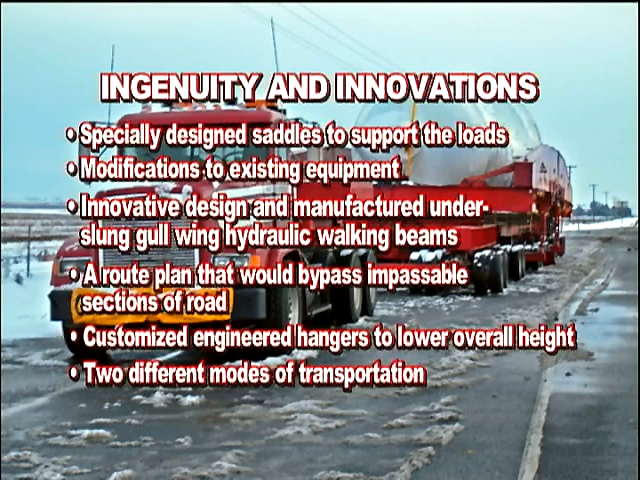 INGENUITY AND INNOVATIONS
• Specially designed saddles to support the loads
• Modifications to existing equipment
• Innovative design and manufactured under-
slung gull wing hydraulic walking beams
• A route plan that would bypass impassable
sections of road
• Customized engineered hangers to lower overall height
• Two different modes of transportation